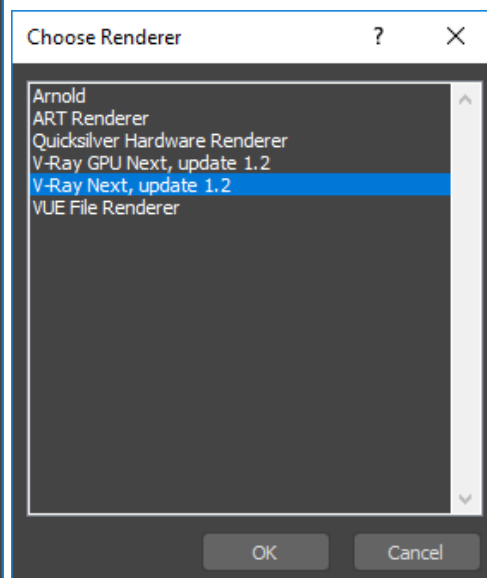 Choose Renderer ?
Arnold
ART Renderer
Quicksilver Hardware Renderer
V-Ray GPU Next, update 1.2
V-Ray Next, update 1.2
VUE File Renderer
OK Cancel